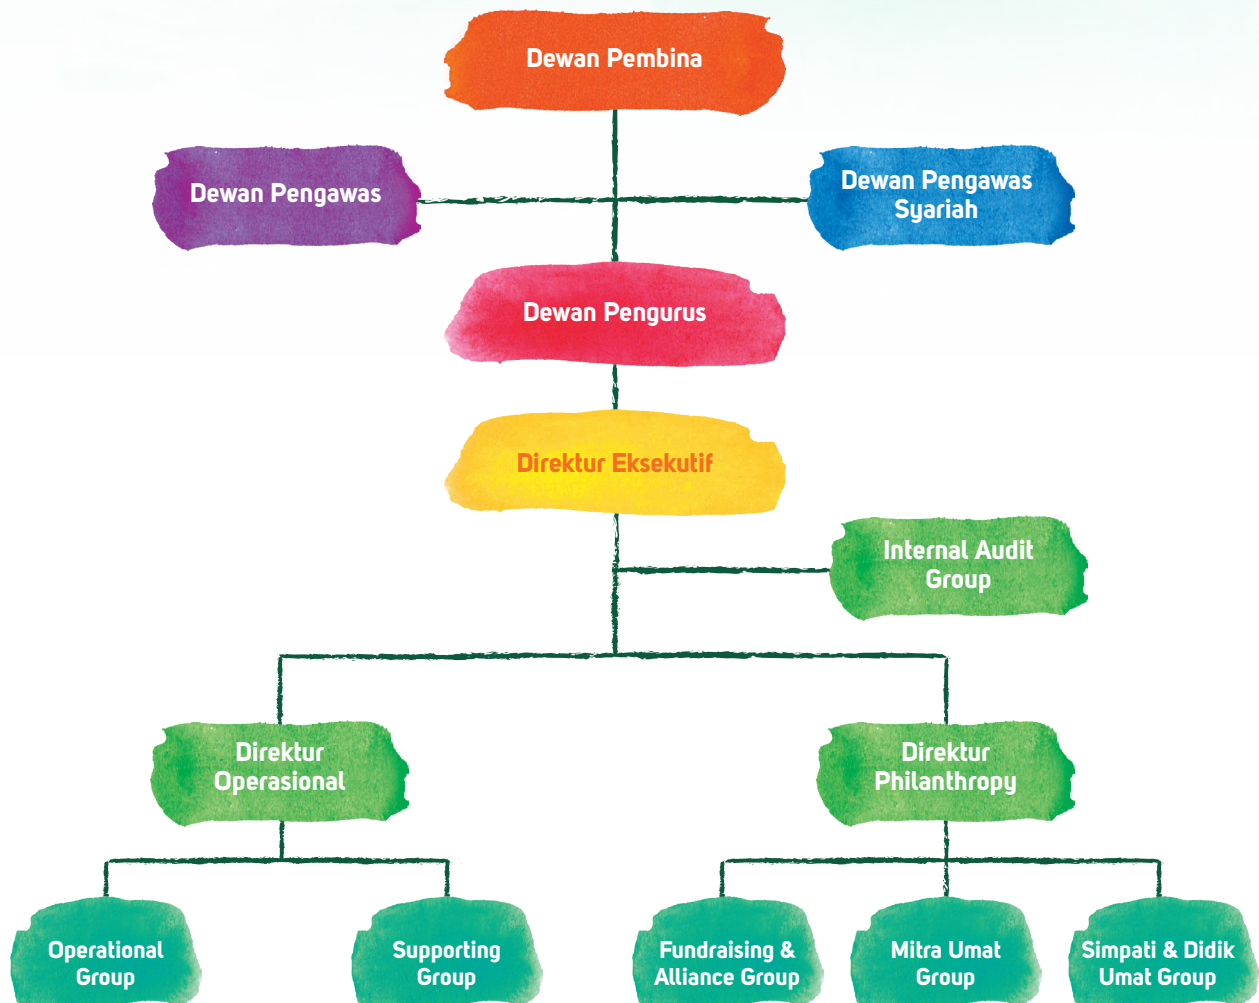 Dewan Pembina
Dewan Pengawas
Dewan Pengawas
Syariah
Dewan Pengurus
Direktur Eksekutif
Internal Audit
Group
Direktur
Operasional
Direktur
Philanthropy
Operational
Group
Supporting
Group
Fundraising &
Alliance Group
Mitra Umat
Group
Simpati & Didik
Umat Group